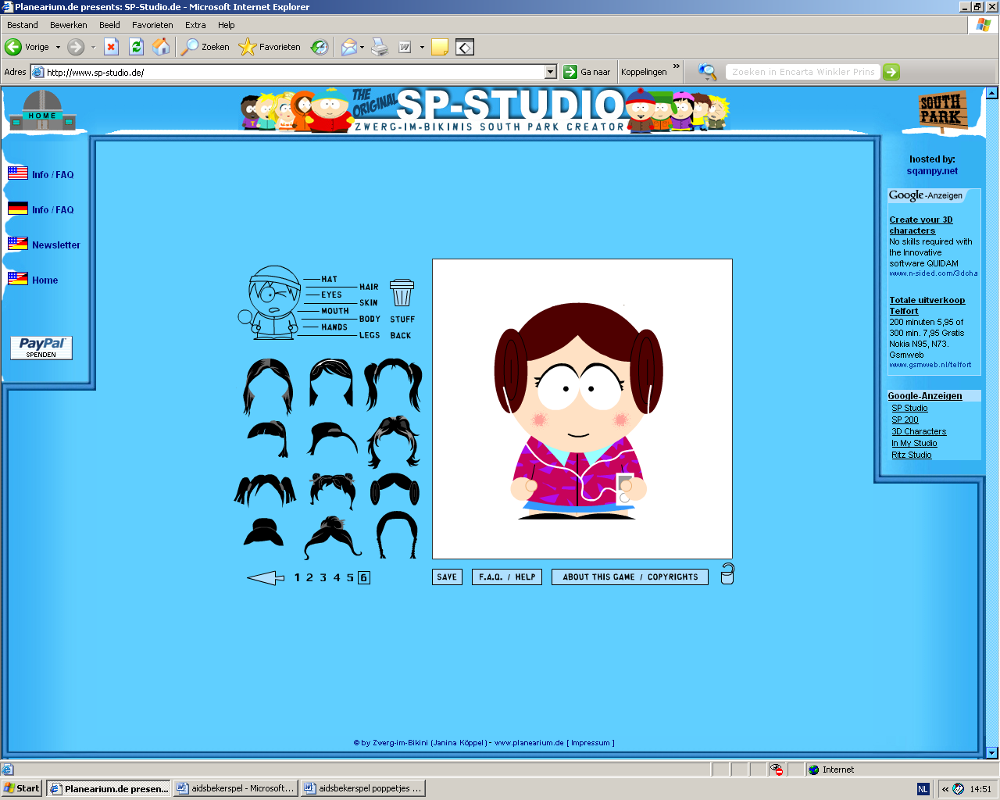 Planearium.de presents: SP-Studio.de - Microsoft Internet Explorer
Bestand Bewerken Beeld Favorieten Extra Help
Vorige Zoeken Favorieten
Adres http://www.sp-studio.de/ Ga naar Koppelingen » Zoeken in Encarta Winkler Prins
HOME
THE ORIGINAL SP-STUDIO
ZWERG-IM-BIKINIS SOUTH PARK CREATOR
SOUTH PARK
Info / FAQ
Info / FAQ
Newsletter
Home
PayPal
SPENDEN
HAT
HAIR
EYES
SKIN
MOUTH
BODY
HANDS
LEGS
STUFF
BACK
1 2 3 4 5 6
SAVE
F.A.Q. / HELP
ABOUT THIS GAME / COPYRIGHTS
hosted by:
sqampy.net
Google-Anzeigen
Create your 3D
characters
No skills required with
the Innovative
software QUIDAM
www.n-sided.com/3dcha
Totale uitverkoop
Telfort
200 minuten 5,95 of
300 min. 7,95 Gratis
Nokia N95, N73.
Gsmweb
www.gsmweb.nl/telfort
Google-Anzeigen
SP Studio
SP 200
3D Characters
In My Studio
Ritz Studio
© by Zwerg-im-Bikini (Janina Köppel) - www.planearium.de [ Impressum ]
Internet
Start Planearium.de presen... aidsbekerspel - Microsoft... aidsbekerspel poppetjes ... NL « 14:51